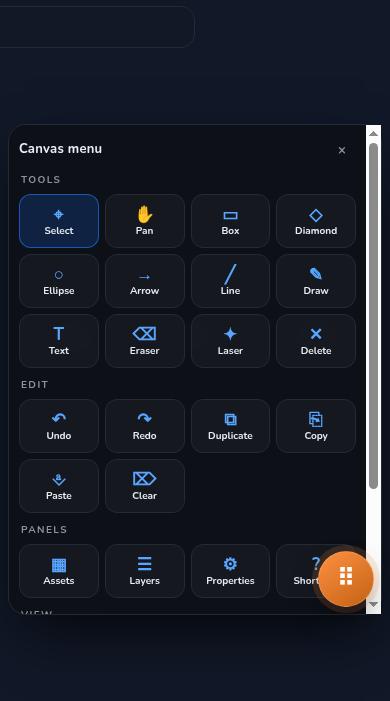 Canvas menu
TOOLS
Select Pan Box Diamond
Ellipse Arrow Line Draw
Text Eraser Laser Delete
EDIT
Undo Redo Duplicate Copy
Paste Clear
PANELS
Assets Layers Properties
VIEW